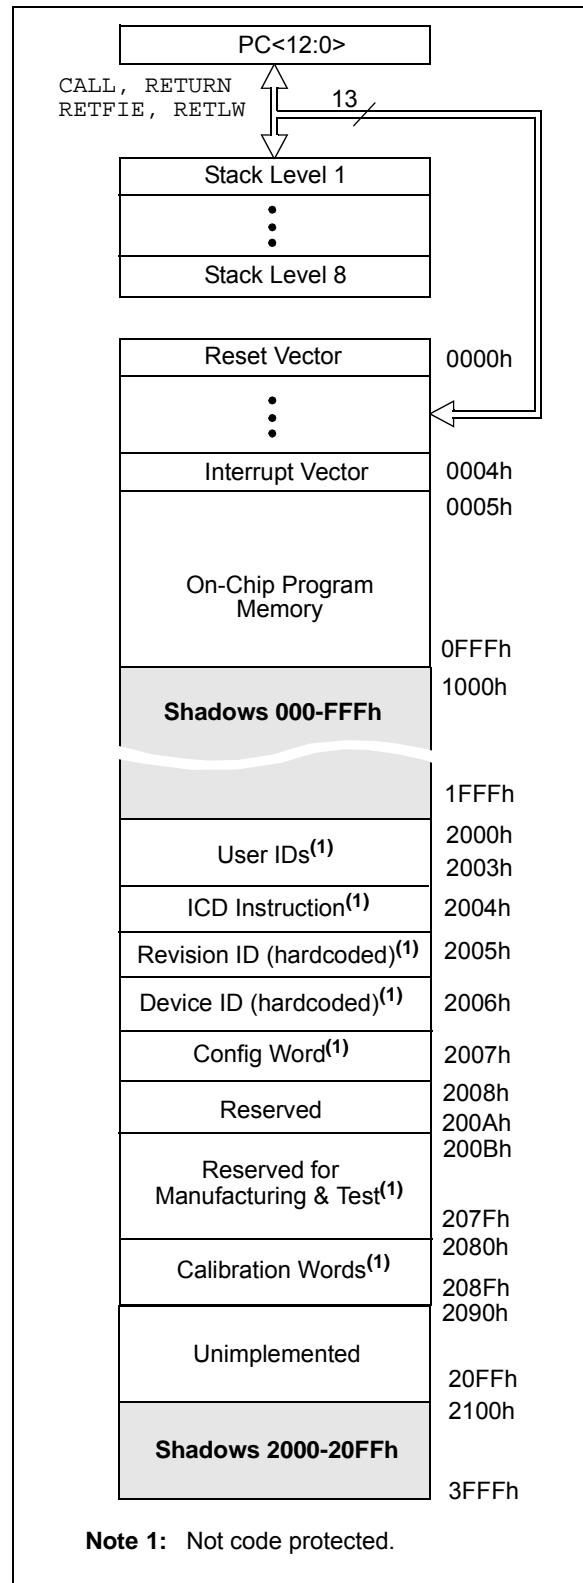 PC<12:0>
CALL, RETURN
RETFIE, RETLW
13
Stack Level 1
Stack Level 8
Reset Vector
0000h
Interrupt Vector
0004h
0005h
On-Chip Program
Memory
0FFFh
1000h
Shadows 000-FFFh
1FFFh
2000h
User IDs(1)
2003h
ICD Instruction(1)
2004h
Revision ID (hardcoded)(1)
2005h
Device ID (hardcoded)(1)
2006h
Config Word(1)
2007h
2008h
Reserved
200Ah
200Bh
Reserved for
Manufacturing & Test(1)
207Fh
2080h
Calibration Words(1)
208Fh
2090h
Unimplemented
20FFh
2100h
Shadows 2000-20FFh
3FFFh
Note 1: Not code protected.